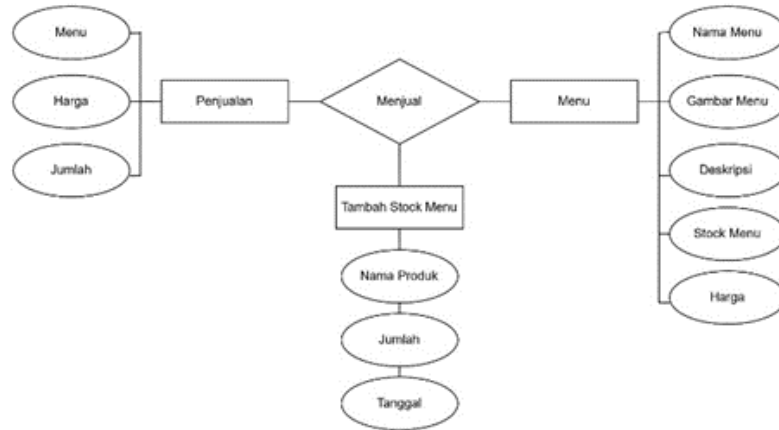 Menu
Harga
Jumlah
Penjualan
Menjual
Menu
Nama Menu
Gambar Menu
Deskripsi
Stock Menu
Harga
Tambah Stock Menu
Nama Produk
Jumlah
Tanggal